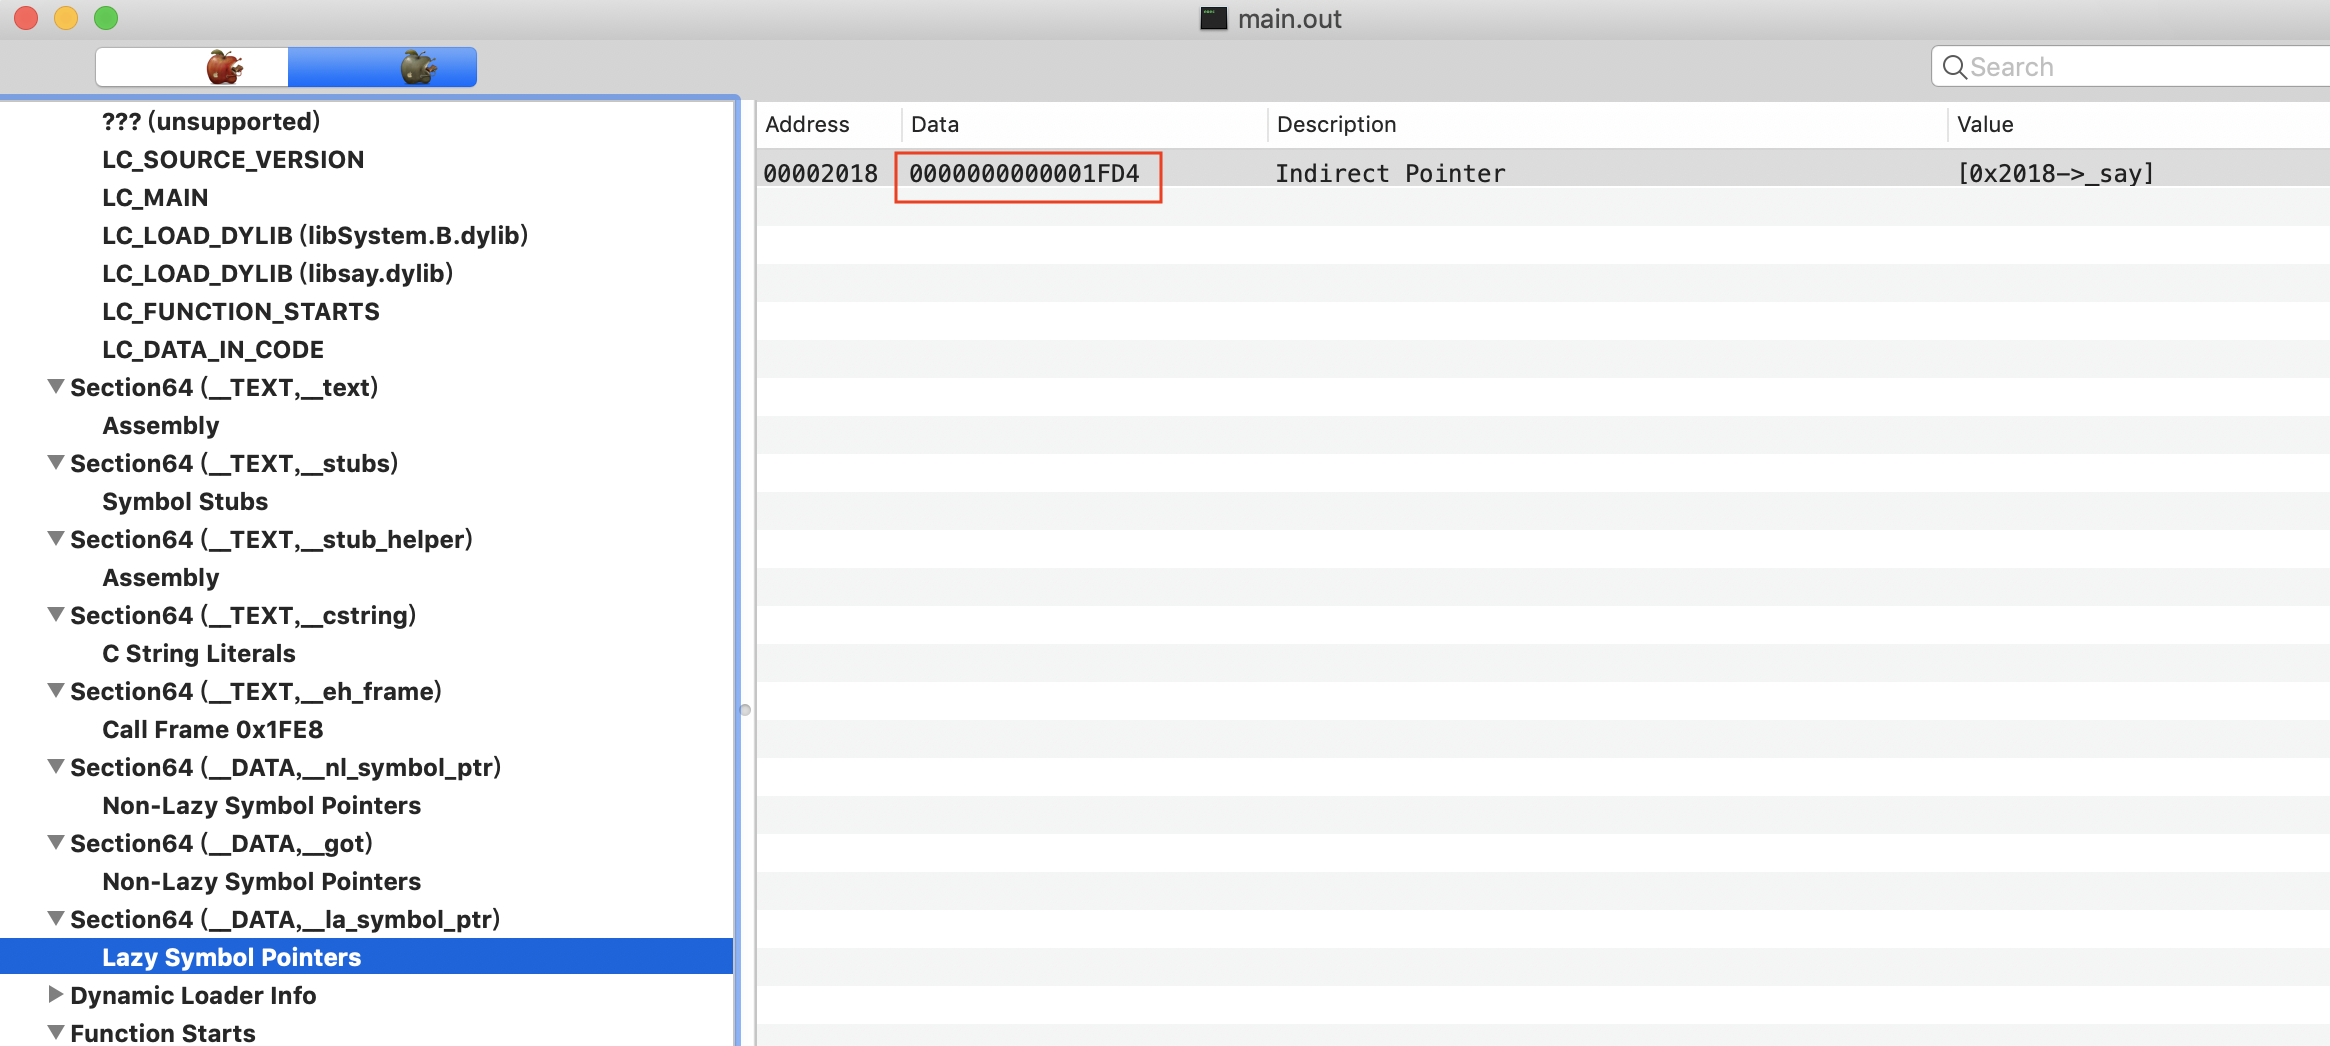 main.out
Search
??? (unsupported)
LC_SOURCE_VERSION
LC_MAIN
LC_LOAD_DYLIB (libSystem.B.dylib)
LC_LOAD_DYLIB (libsay.dylib)
LC_FUNCTION_STARTS
LC_DATA_IN_CODE
Section64 (__TEXT,__text)
Assembly
Section64 (__TEXT,__stubs)
Symbol Stubs
Section64 (__TEXT,__stub_helper)
Assembly
Section64 (__TEXT,__cstring)
C String Literals
Section64 (__TEXT,__eh_frame)
Call Frame 0x1FE8
Section64 (__DATA,__nl_symbol_ptr)
Non-Lazy Symbol Pointers
Section64 (__DATA,__got)
Non-Lazy Symbol Pointers
Section64 (__DATA,__la_symbol_ptr)
Lazy Symbol Pointers
Dynamic Loader Info
Function Starts
Address Data Description Value
00002018 0000000000001FD4 Indirect Pointer [0x2018->_say]